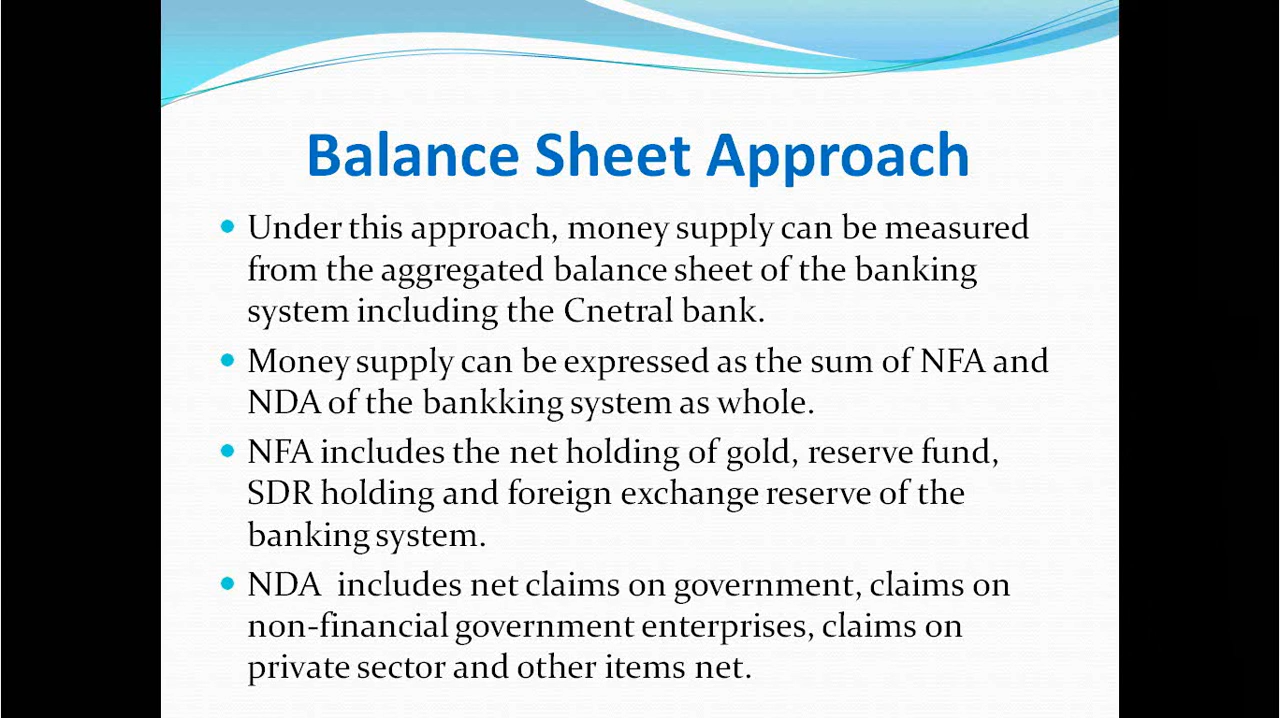 Balance Sheet Approach
Under this approach, money supply can be measured
from the aggregated balance sheet of the banking
system including the Cnetral bank.
Money supply can be expressed as the sum of NFA and
NDA of the bankking system as whole.
NFA includes the net holding of gold, reserve fund,
SDR holding and foreign exchange reserve of the
banking system.
NDA includes net claims on government, claims on
non-financial government enterprises, claims on
private sector and other items net.